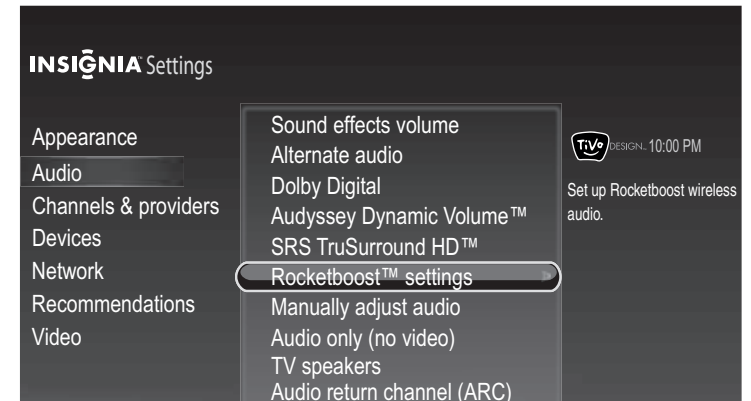 INSIGNIA™ Settings
Appearance
Audio
Channels & providers
Devices
Network
Recommendations
Video
Sound effects volume
Alternate audio
Dolby Digital
Audyssey Dynamic Volume™
SRS TruSurround HD™
Rocketboost™ settings
Manually adjust audio
Audio only (no video)
TV speakers
Audio return channel (ARC)
TiVo DESIGN™ 10:00 PM
Set up Rocketboost wireless
audio.